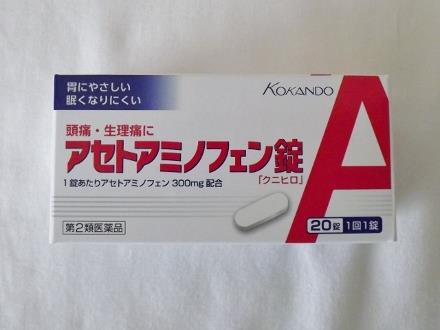 胃にやさしい
眠くなりにくい
KOKANDO
頭痛・生理痛に
アセトアミノフェン錠
「クニヒロ」
1錠あたりアセトアミノフェン 300mg 配合
A
第2類医薬品
20錠 1回1錠